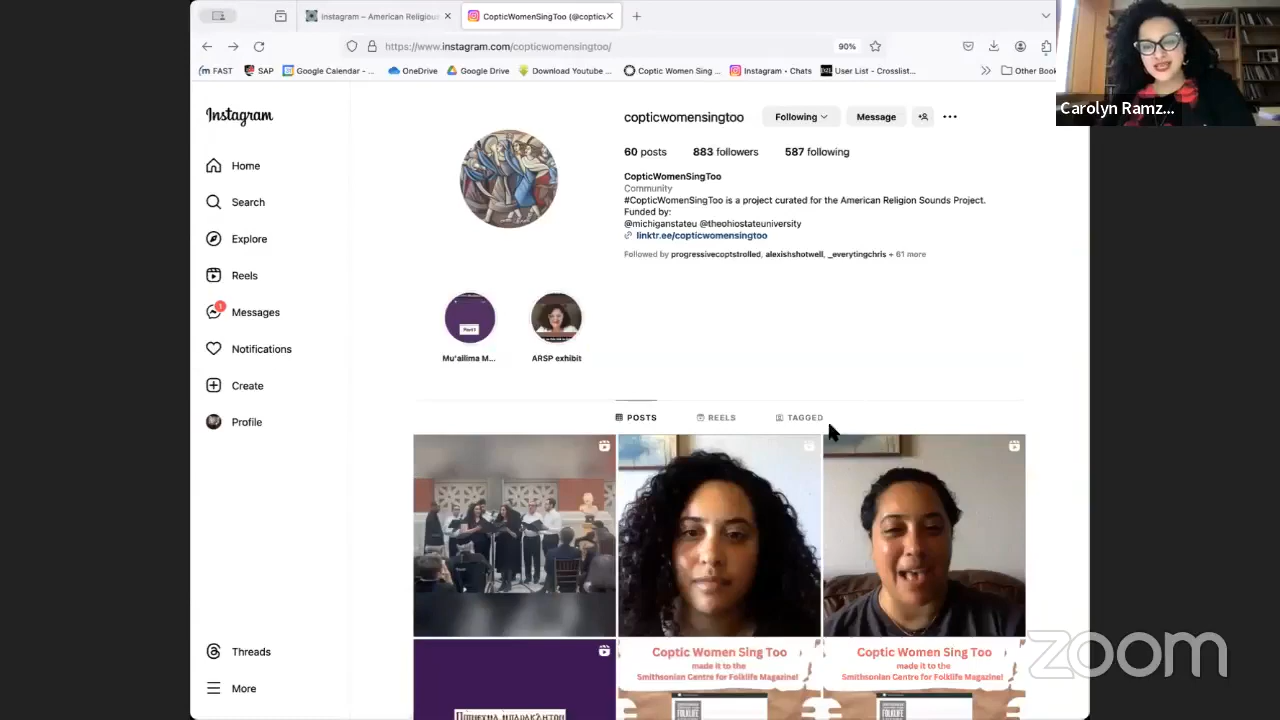 Instagram – American Religiou
CopticWomenSingToo (@coptic
https://www.instagram.com/copticwomensingtoo/
90%
FAST
SAP
Google Calendar - ...
OneDrive
Google Drive
Download Youtube ...
Coptic Women Sing ...
Instagram • Chats
User List - Crosslist...
Other Book
Carolyn Ramz...
Instagram
Home
Search
Explore
Reels
1
Messages
Notifications
Create
Profile
Threads
More
copticwomensingtoo
Following
Message
60 posts
883 followers
587 following
CopticWomenSingToo
Community
#CopticWomenSingToo is a project curated for the American Religion Sounds Project.
Funded by:
@michiganstateu @theohiostateuniversity
linktr.ee/copticwomensingtoo
Followed by progressivecoptstrolled, alexishshotwell, _everytingchris + 61 more
Mu'allima M...
ARSP exhibit
POSTS
REELS
TAGGED
Coptic Women Sing Too
made it to the
Smithsonian Centre for Folklife Magazine!
FOLKLIFE
Coptic Women Sing Too
made it to the
Smithsonian Centre for Folklife Magazine!
FOLKLIFE
zoom